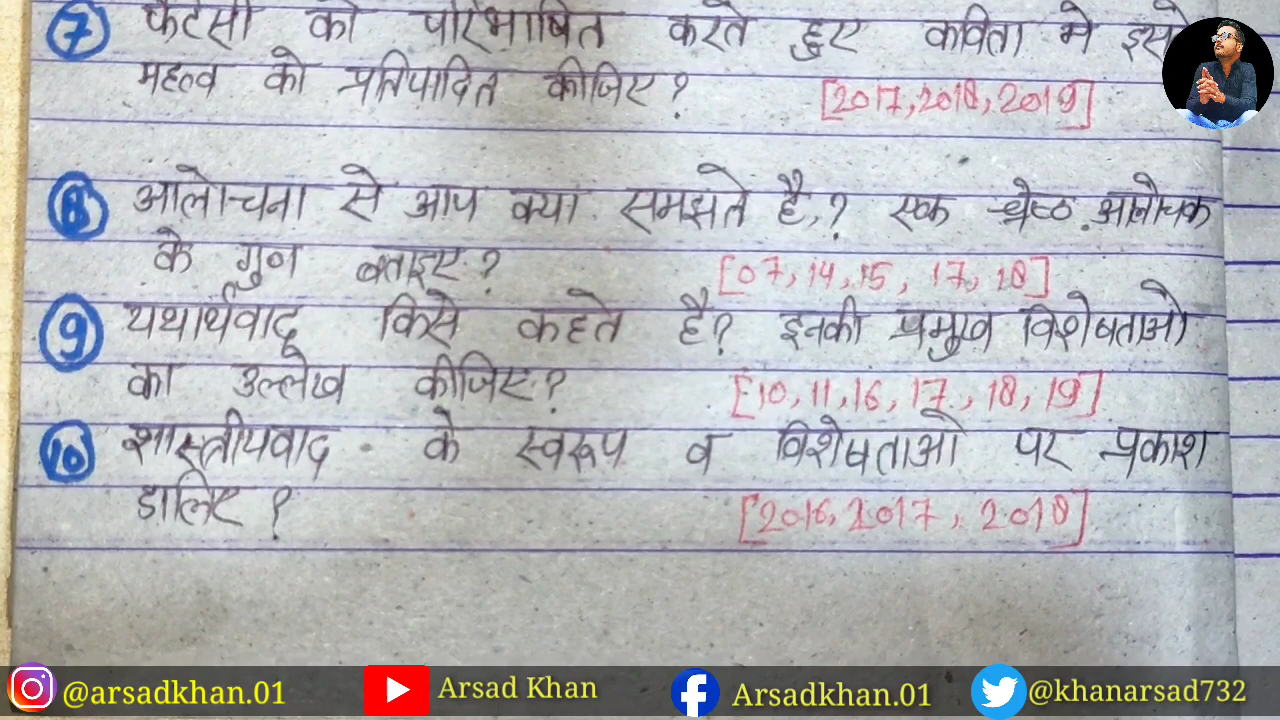 7 फैंटेसी को परिभाषित करते हुए कविता मे इसके
महत्व को प्रतिपादित कीजिए? [2017,2018,2019]
8 आलोचना से आप क्या समझते है,? एक श्रेष्ठ आलोचक
के गुण बताइए? [07,14,15, 17,18]
9 यथार्थवाद किसे कहते है? इनकी प्रमुख विशेषताओ
का उल्लेख कीजिए? [10,11,16,17,18,19]
10 शास्त्रीयवाद के स्वरूप व विशेषताओ पर प्रकाश
डालिए? [2016,2017,2018]
@arsadkhan.01 Arsad Khan Arsadkhan.01 @khanarsad732